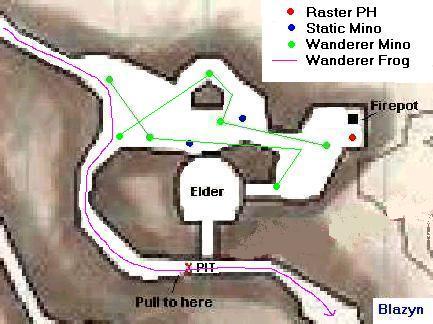 Raster PH
Static Mino
Wanderer Mino
Wanderer Frog
Firepot
Elder
X PIT
Pull to here
Blazyn